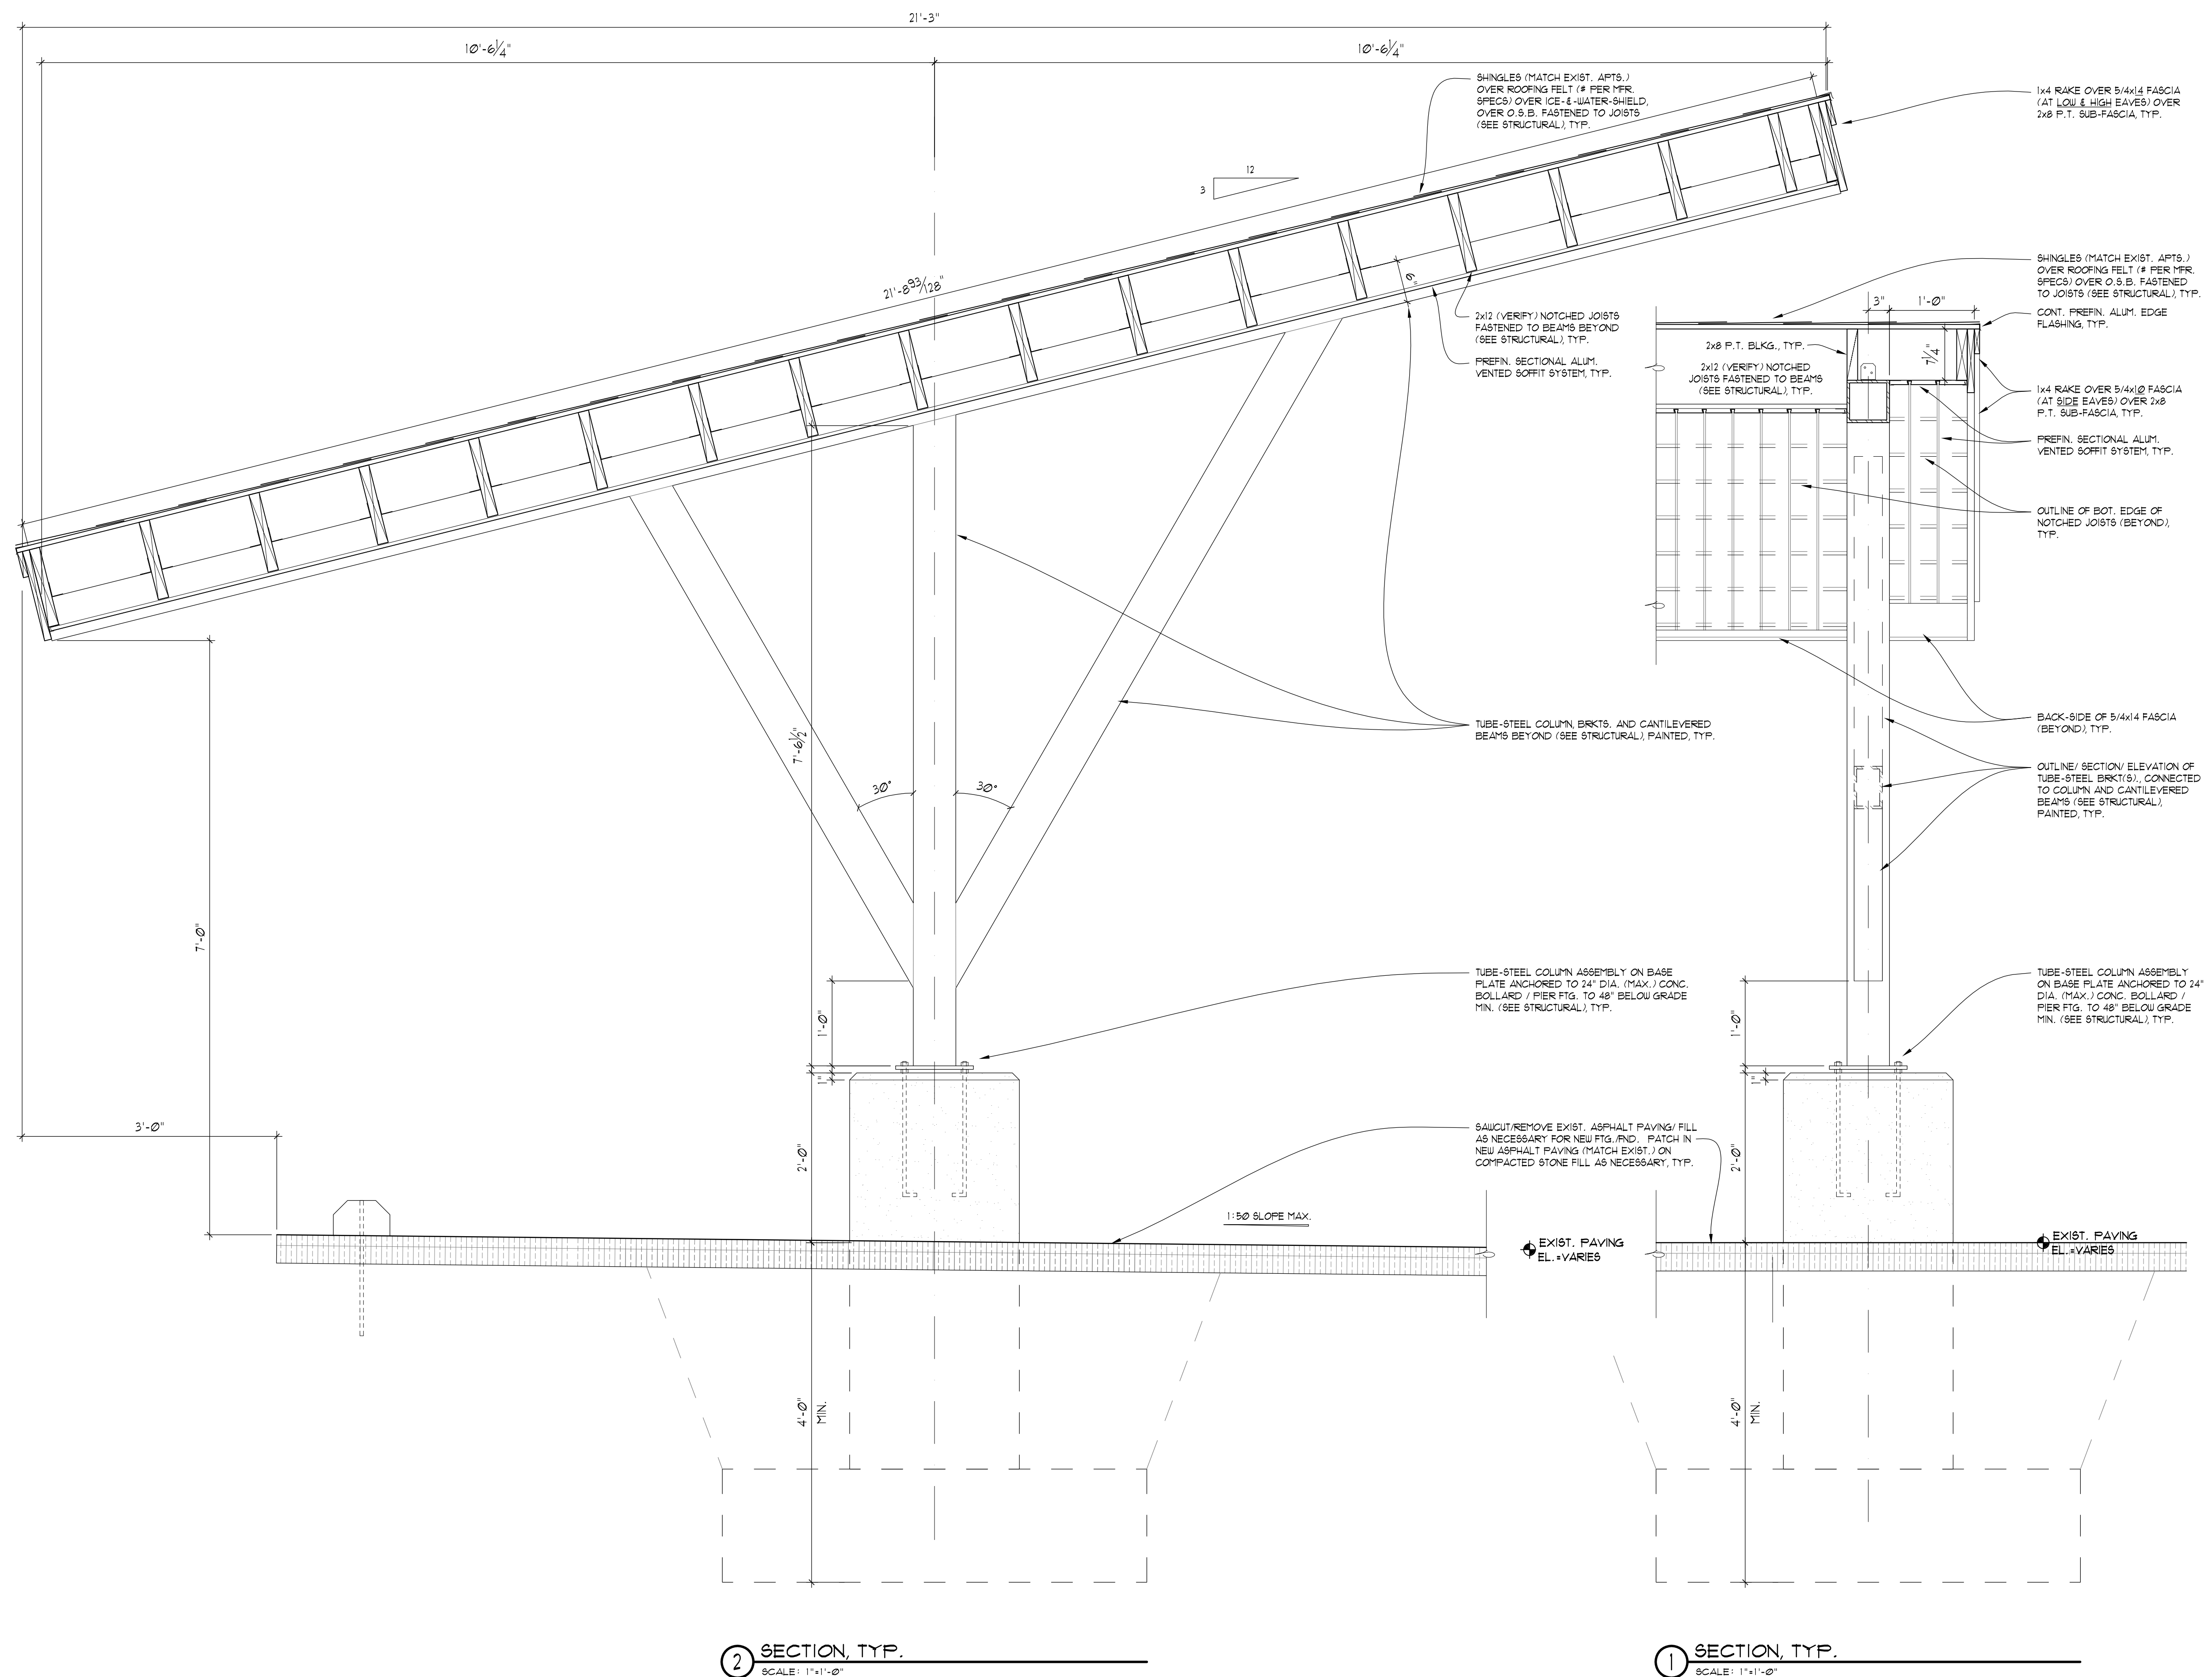 21'-3"
10'-6 1/4"
10'-6 1/4"
SHINGLES (MATCH EXIST. APTS.)
OVER ROOFING FELT (# PER MFR.
SPECS) OVER ICE-&-WATER-SHIELD,
OVER O.S.B. FASTENED TO JOISTS
(SEE STRUCTURAL), TYP.
12
3
21'-8 93/128"
6"
2x12 (VERIFY) NOTCHED JOISTS
FASTENED TO BEAMS BEYOND
(SEE STRUCTURAL), TYP.
PREFIN. SECTIONAL ALUM.
VENTED SOFFIT SYSTEM, TYP.
TUBE-STEEL COLUMN, BRKTS. AND CANTILEVERED
BEAMS BEYOND (SEE STRUCTURAL), PAINTED, TYP.
7'-6 1/2"
30°
30°
7'-0"
1'-0"
1"
3'-0"
2'-0"
4'-0"
MIN.
TUBE-STEEL COLUMN ASSEMBLY ON BASE
PLATE ANCHORED TO 24" DIA. (MAX.) CONC.
BOLLARD / PIER FTG. TO 48" BELOW GRADE
MIN. (SEE STRUCTURAL), TYP.
SAWCUT/REMOVE EXIST. ASPHALT PAVING/ FILL
AS NECESSARY FOR NEW FTG./FND. PATCH IN
NEW ASPHALT PAVING (MATCH EXIST.) ON
COMPACTED STONE FILL AS NECESSARY, TYP.
1:50 SLOPE MAX.
EXIST. PAVING
EL.=VARIES
2 SECTION, TYP.
SCALE: 1"=1'-0"
1x4 RAKE OVER 5/4x14 FASCIA
(AT LOW & HIGH EAVES) OVER
2x8 P.T. SUB-FASCIA, TYP.
SHINGLES (MATCH EXIST. APTS.)
OVER ROOFING FELT (# PER MFR.
SPECS) OVER O.S.B. FASTENED
TO JOISTS (SEE STRUCTURAL), TYP.
3"
1'-0"
CONT. PREFIN. ALUM. EDGE
FLASHING, TYP.
2x8 P.T. BLKG., TYP.
7 1/4"
2x12 (VERIFY) NOTCHED
JOISTS FASTENED TO BEAMS
(SEE STRUCTURAL), TYP.
1x4 RAKE OVER 5/4x10 FASCIA
(AT SIDE EAVES) OVER 2x8
P.T. SUB-FASCIA, TYP.
PREFIN. SECTIONAL ALUM.
VENTED SOFFIT SYSTEM, TYP.
OUTLINE OF BOT. EDGE OF
NOTCHED JOISTS (BEYOND),
TYP.
BACK-SIDE OF 5/4x14 FASCIA
(BEYOND), TYP.
OUTLINE/ SECTION/ ELEVATION OF
TUBE-STEEL BRKT(S)., CONNECTED
TO COLUMN AND CANTILEVERED
BEAMS (SEE STRUCTURAL),
PAINTED, TYP.
TUBE-STEEL COLUMN ASSEMBLY
ON BASE PLATE ANCHORED TO 24"
DIA. (MAX.) CONC. BOLLARD /
PIER FTG. TO 48" BELOW GRADE
MIN. (SEE STRUCTURAL), TYP.
1'-0"
1"
2'-0"
4'-0"
MIN.
EXIST. PAVING
EL.=VARIES
1 SECTION, TYP.
SCALE: 1"=1'-0"